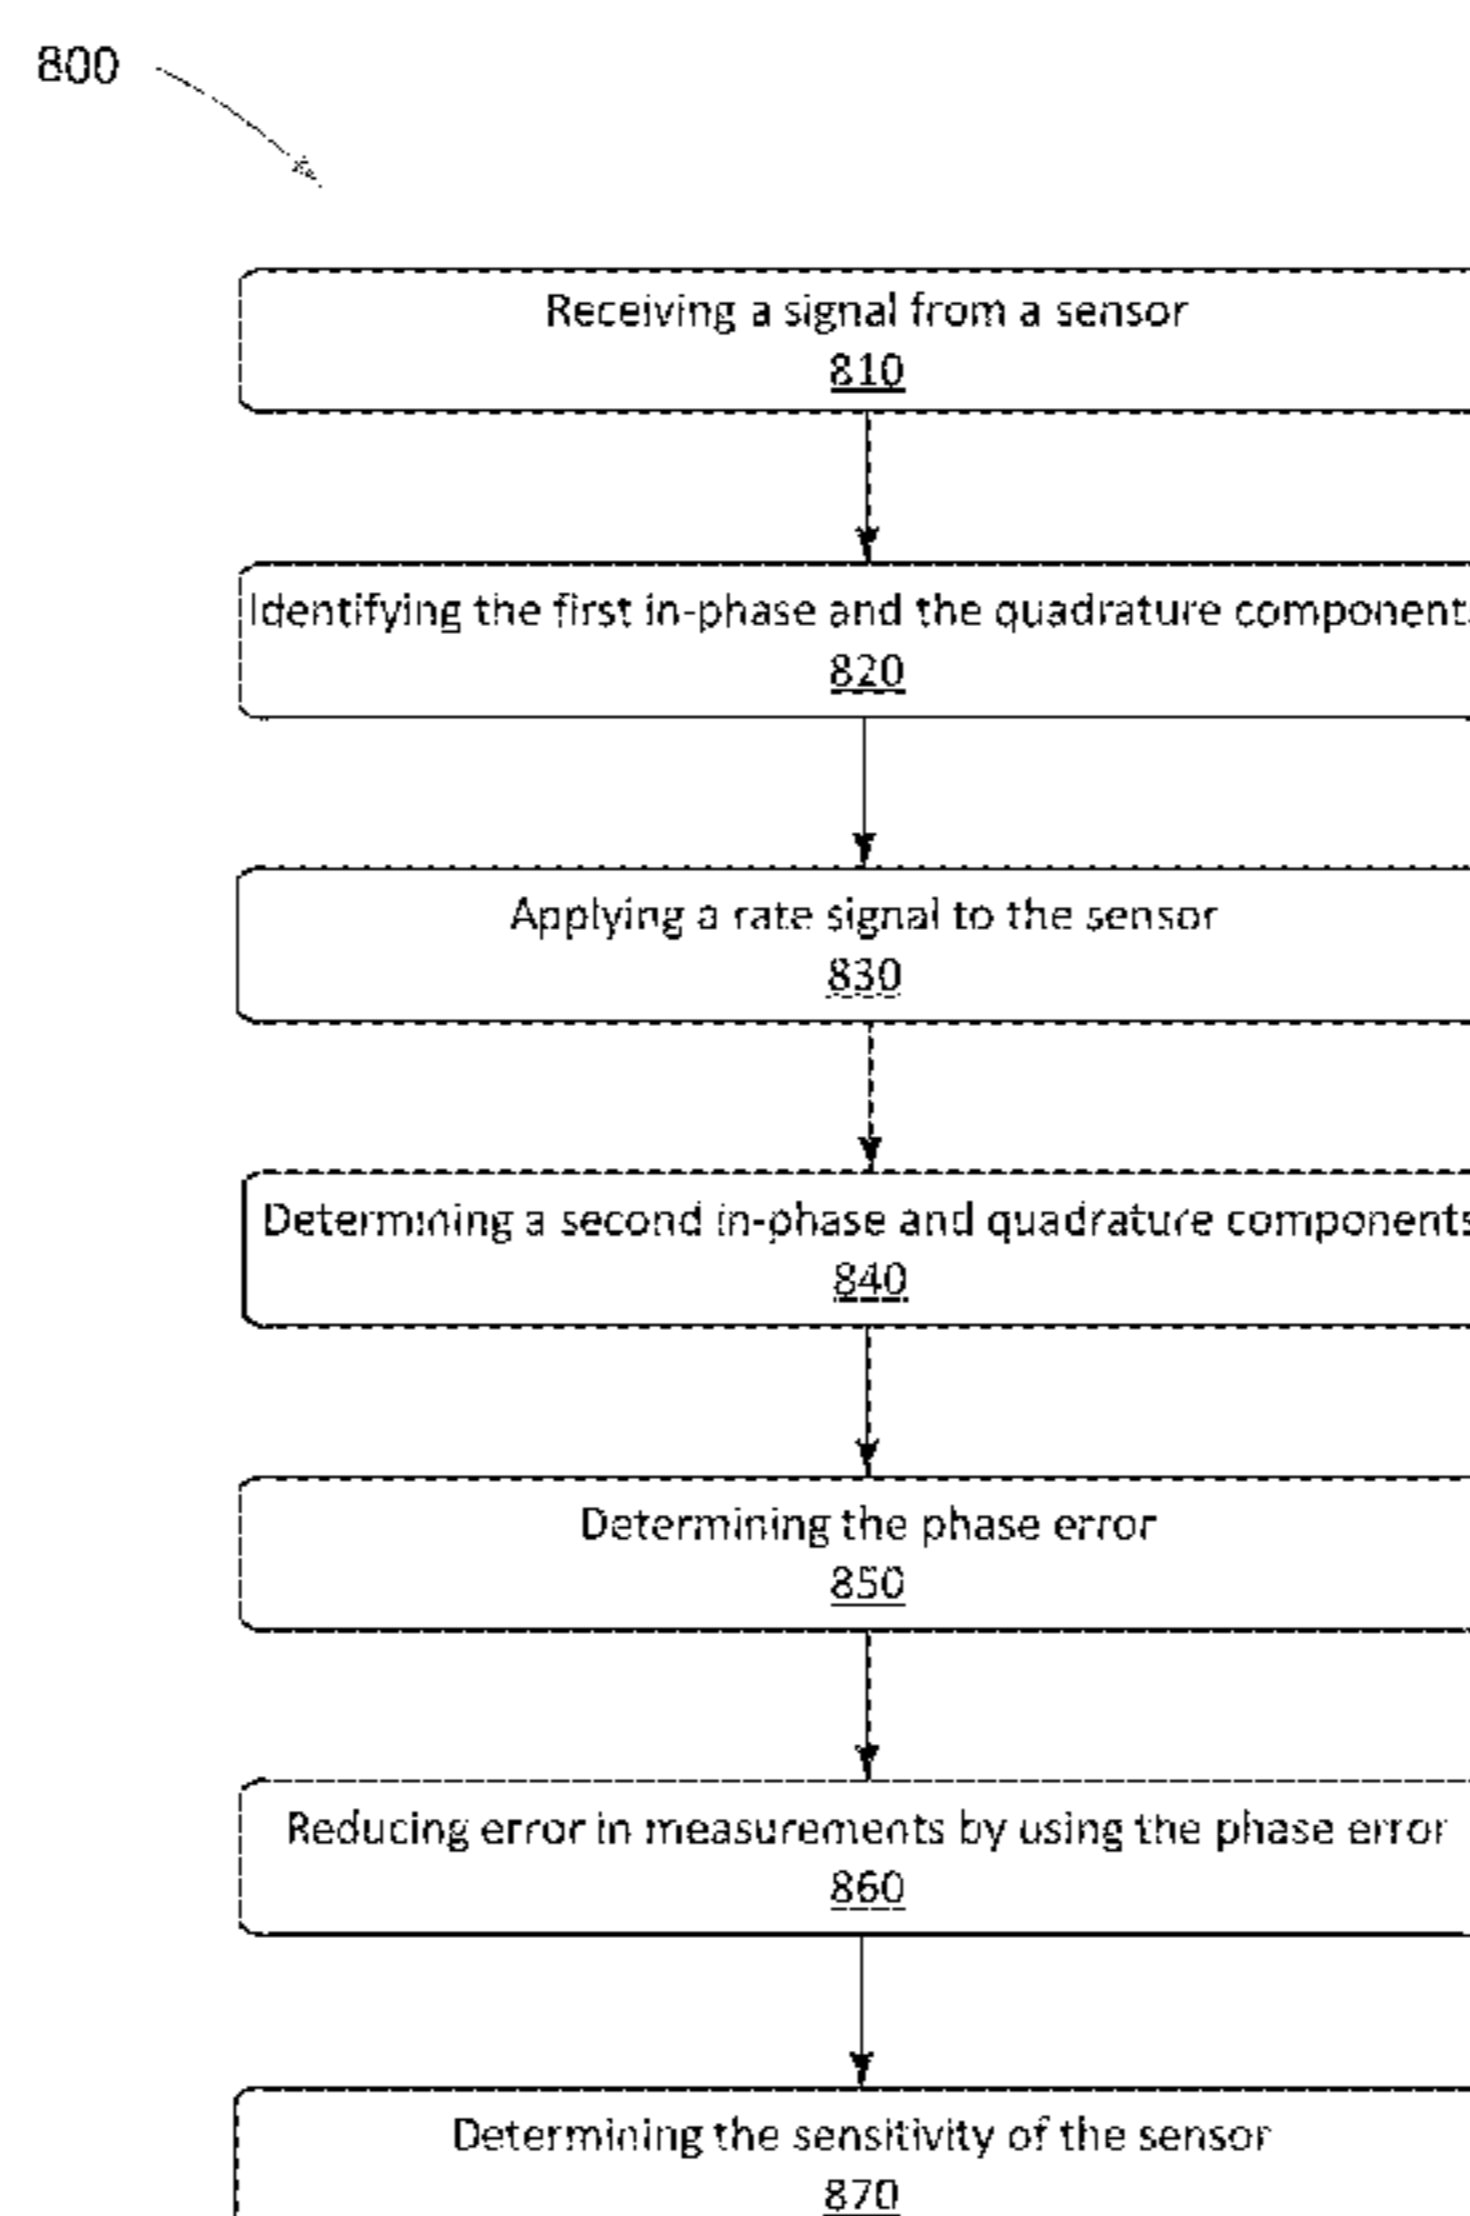 800
Receiving a signal from a sensor
810
Identifying the first in-phase and the quadrature component
820
Applying a rate signal to the sensor
830
Determining a second in-phase and quadrature components
840
Determining the phase error
850
Reducing error in measurements by using the phase error
860
Determining the sensitivity of the sensor
870